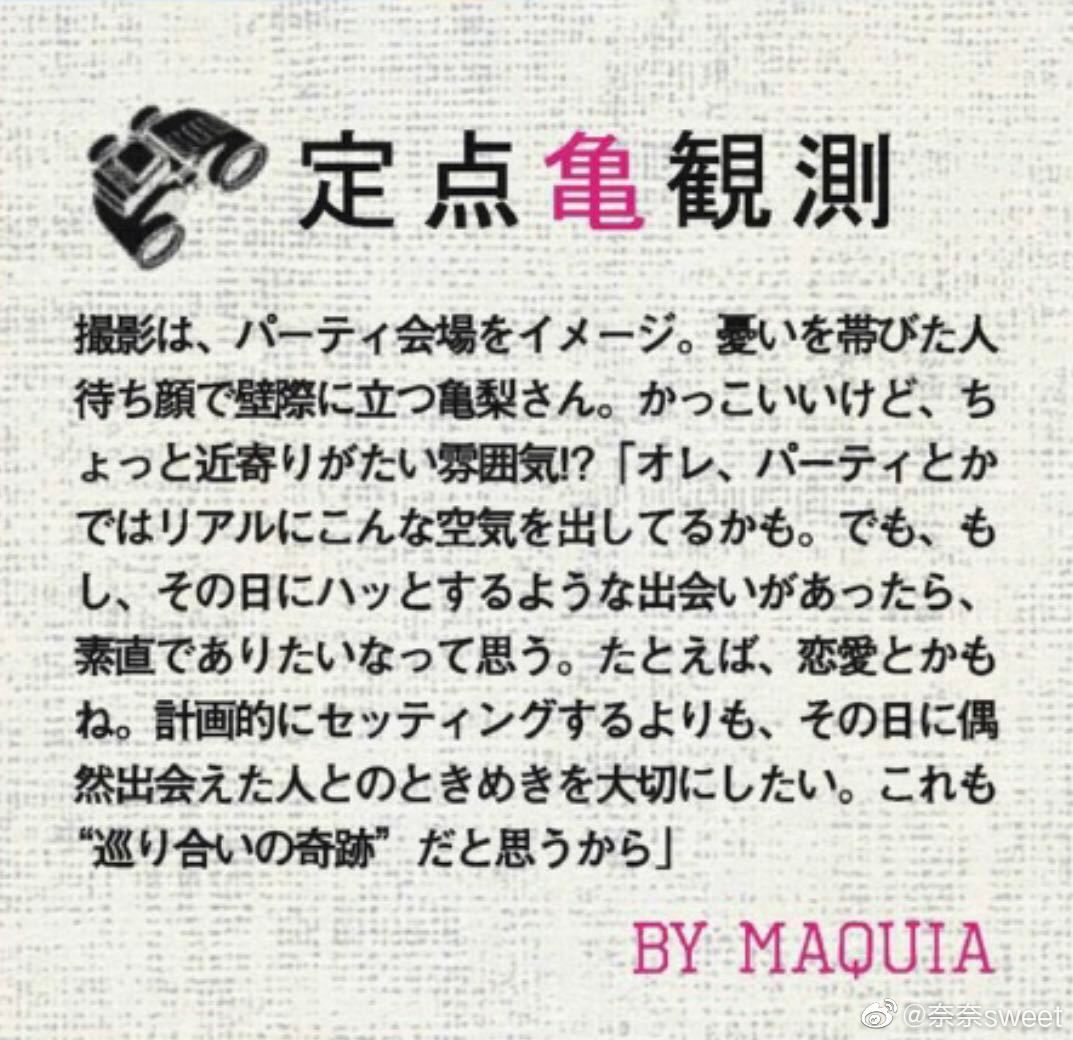 定点亀観測
撮影は、パーティ会場をイメージ。憂いを帯びた人
待ち顔で壁際に立つ亀梨さん。かっこいいけど、ち
ょっと近寄りがたい雰囲気!?「オレ、パーティとか
ではリアルにこんな空気を出してるかも。でも、も
し、その日にハッとするような出会いがあったら、
素直でありたいなって思う。たとえば、恋愛とかも
ね。計画的にセッティングするよりも、その日に偶
然出会えた人とのときめきを大切にしたい。これも
“巡り合いの奇跡”だと思うから」
BY MAQUIA
@奈奈sweet